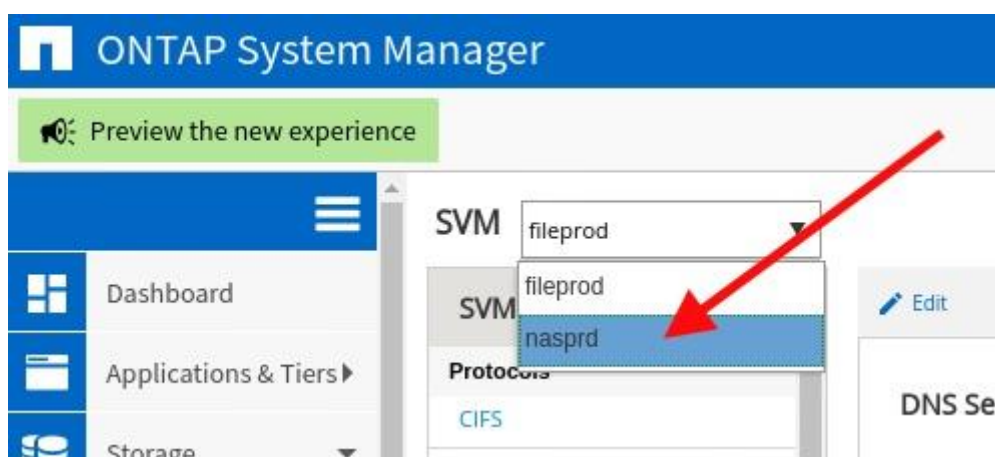 ONTAP System Manager
Preview the new experience
SVM fileprod
fileprod
nasprd
Dashboard
SVM
Edit
Applications & Tiers
Protocols
CIFS
DNS Se
Storage